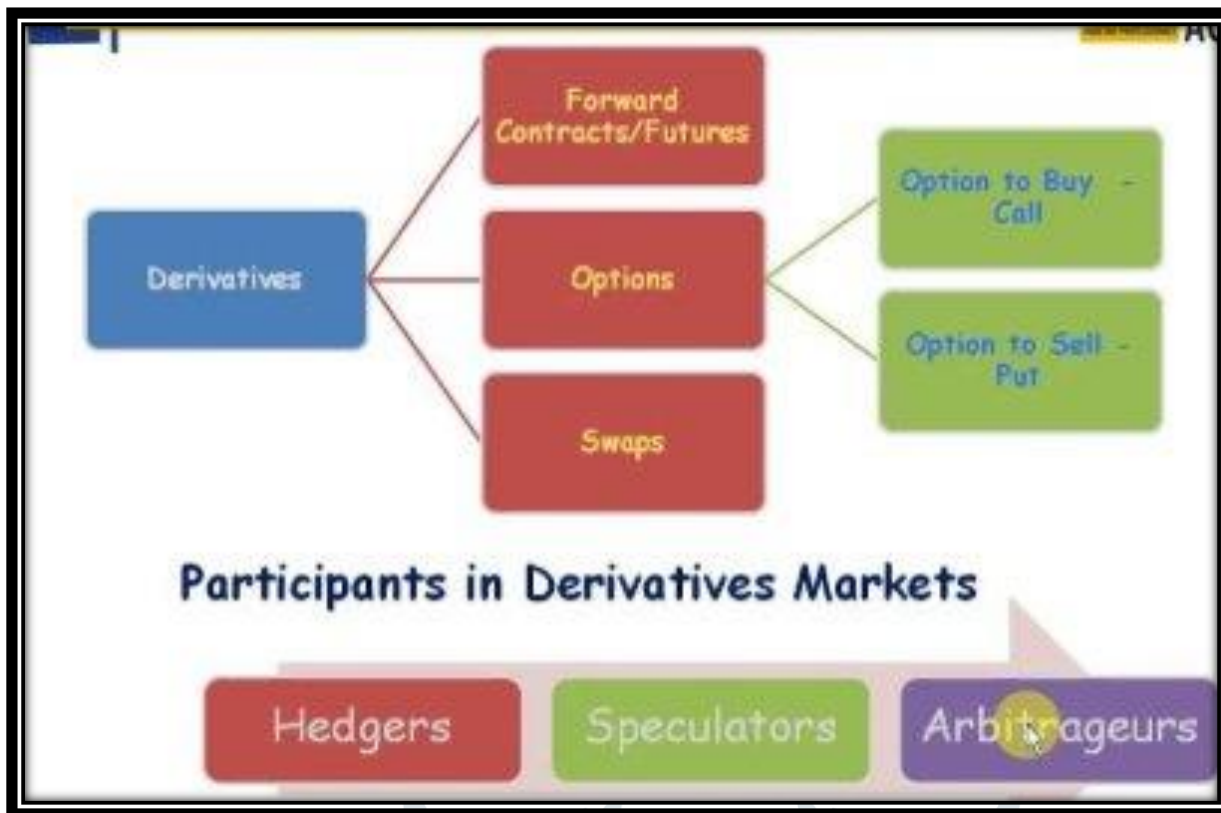 Forward
Contracts/Futures
Option to Buy -
Call
Derivatives
Options
Option to Sell -
Put
Swaps
Participants in Derivatives Markets
Hedgers
Speculators
Arbitrageurs